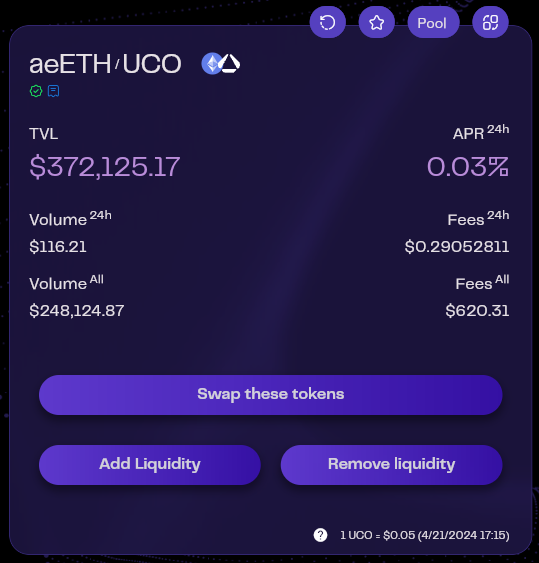 Pool
aeETH/UCO
TVL
APR 24h
$372,125.17
0.03%
Volume 24h
Fees 24h
$116.21
$0.29052811
Volume All
Fees All
$248,124.87
$620.31
Swap these tokens
Add Liquidity
Remove liquidity
? 1 UCO = $0.05 (4/21/2024 17:15)